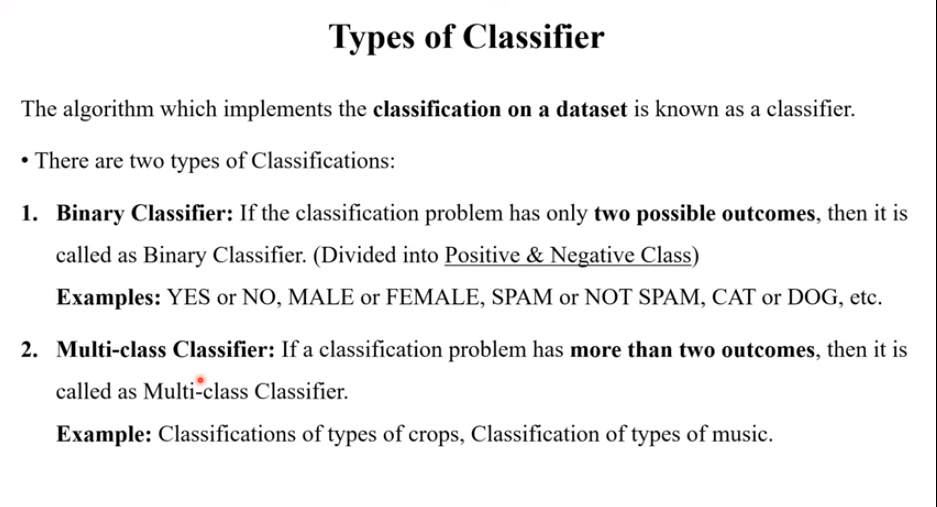 Types of Classifier
The algorithm which implements the classification on a dataset is known as a classifier.
• There are two types of Classifications:
1. Binary Classifier: If the classification problem has only two possible outcomes, then it is
called as Binary Classifier. (Divided into Positive & Negative Class)
Examples: YES or NO, MALE or FEMALE, SPAM or NOT SPAM, CAT or DOG, etc.
2. Multi-class Classifier: If a classification problem has more than two outcomes, then it is
called as Multi-class Classifier.
Example: Classifications of types of crops, Classification of types of music.